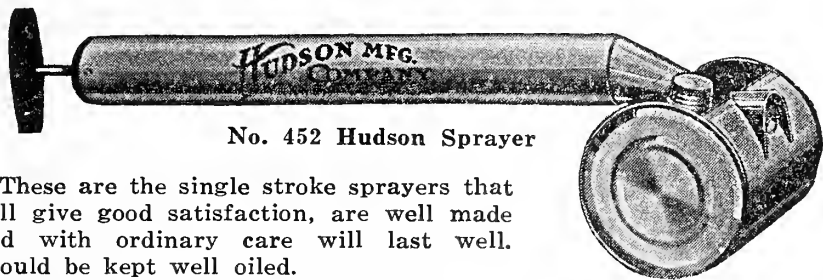 HUDSON MFG.
COMPANY
No. 452 Hudson Sprayer
These are the single stroke sprayers that
ll give good satisfaction, are well made
d with ordinary care will last well.
ould be kept well oiled.